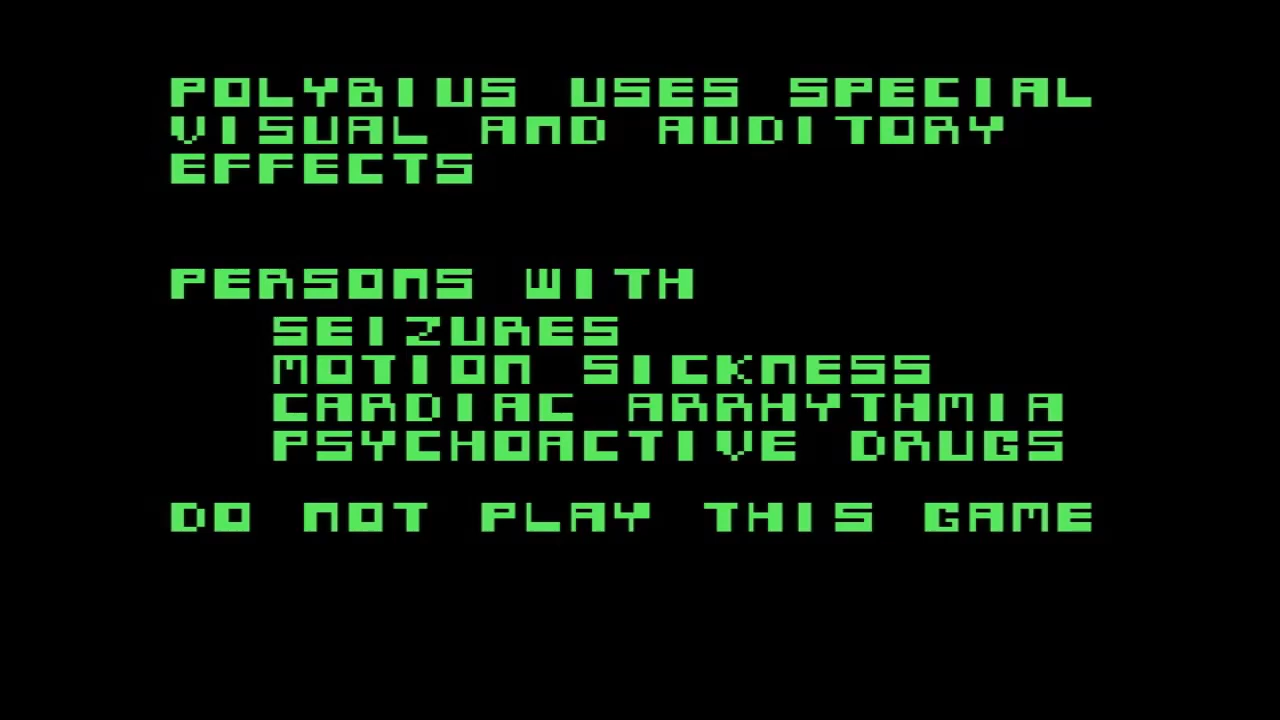 POLYBIUS USES SPECIAL
VISUAL AND AUDITORY
EFFECTS
PERSONS WITH
SEIZURES
MOTION SICKNESS
CARDIAC ARRHYTHMIA
PSYCHOACTIVE DRUGS
DO NOT PLAY THIS GAME